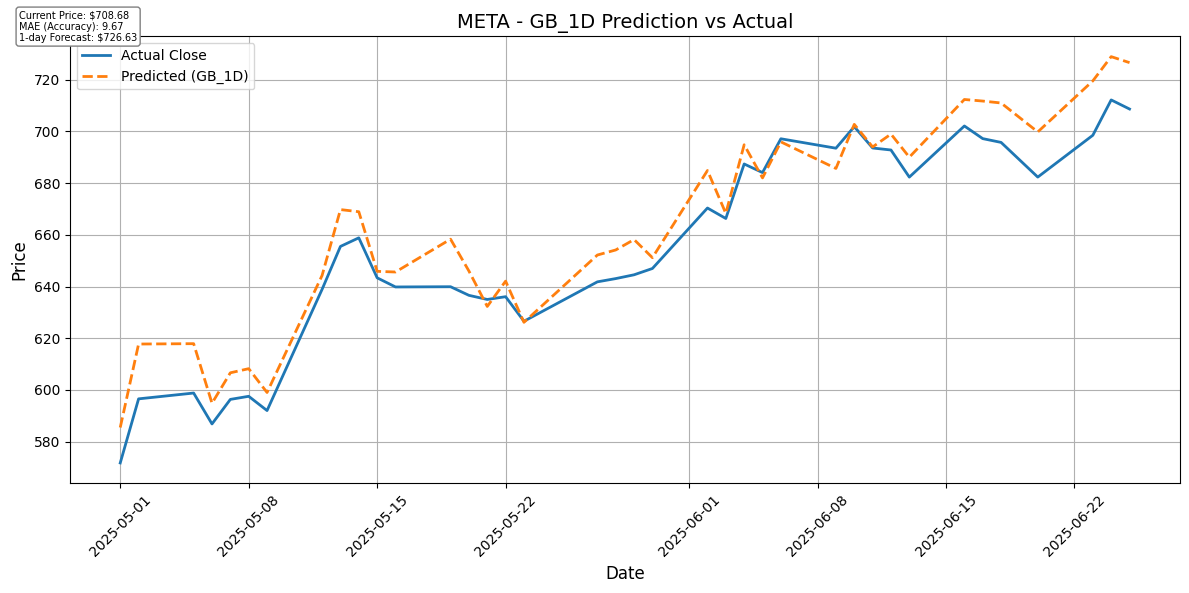 Current Price: $708.68
MAE (Accuracy): 9.67
1-day Forecast: $726.63
META - GB_1D Prediction vs Actual
Actual Close
Predicted (GB_1D)
Price
720
700
680
660
640
620
600
580
2025-05-01
2025-05-08
2025-05-15
2025-05-22
2025-06-01
2025-06-08
2025-06-15
2025-06-22
Date